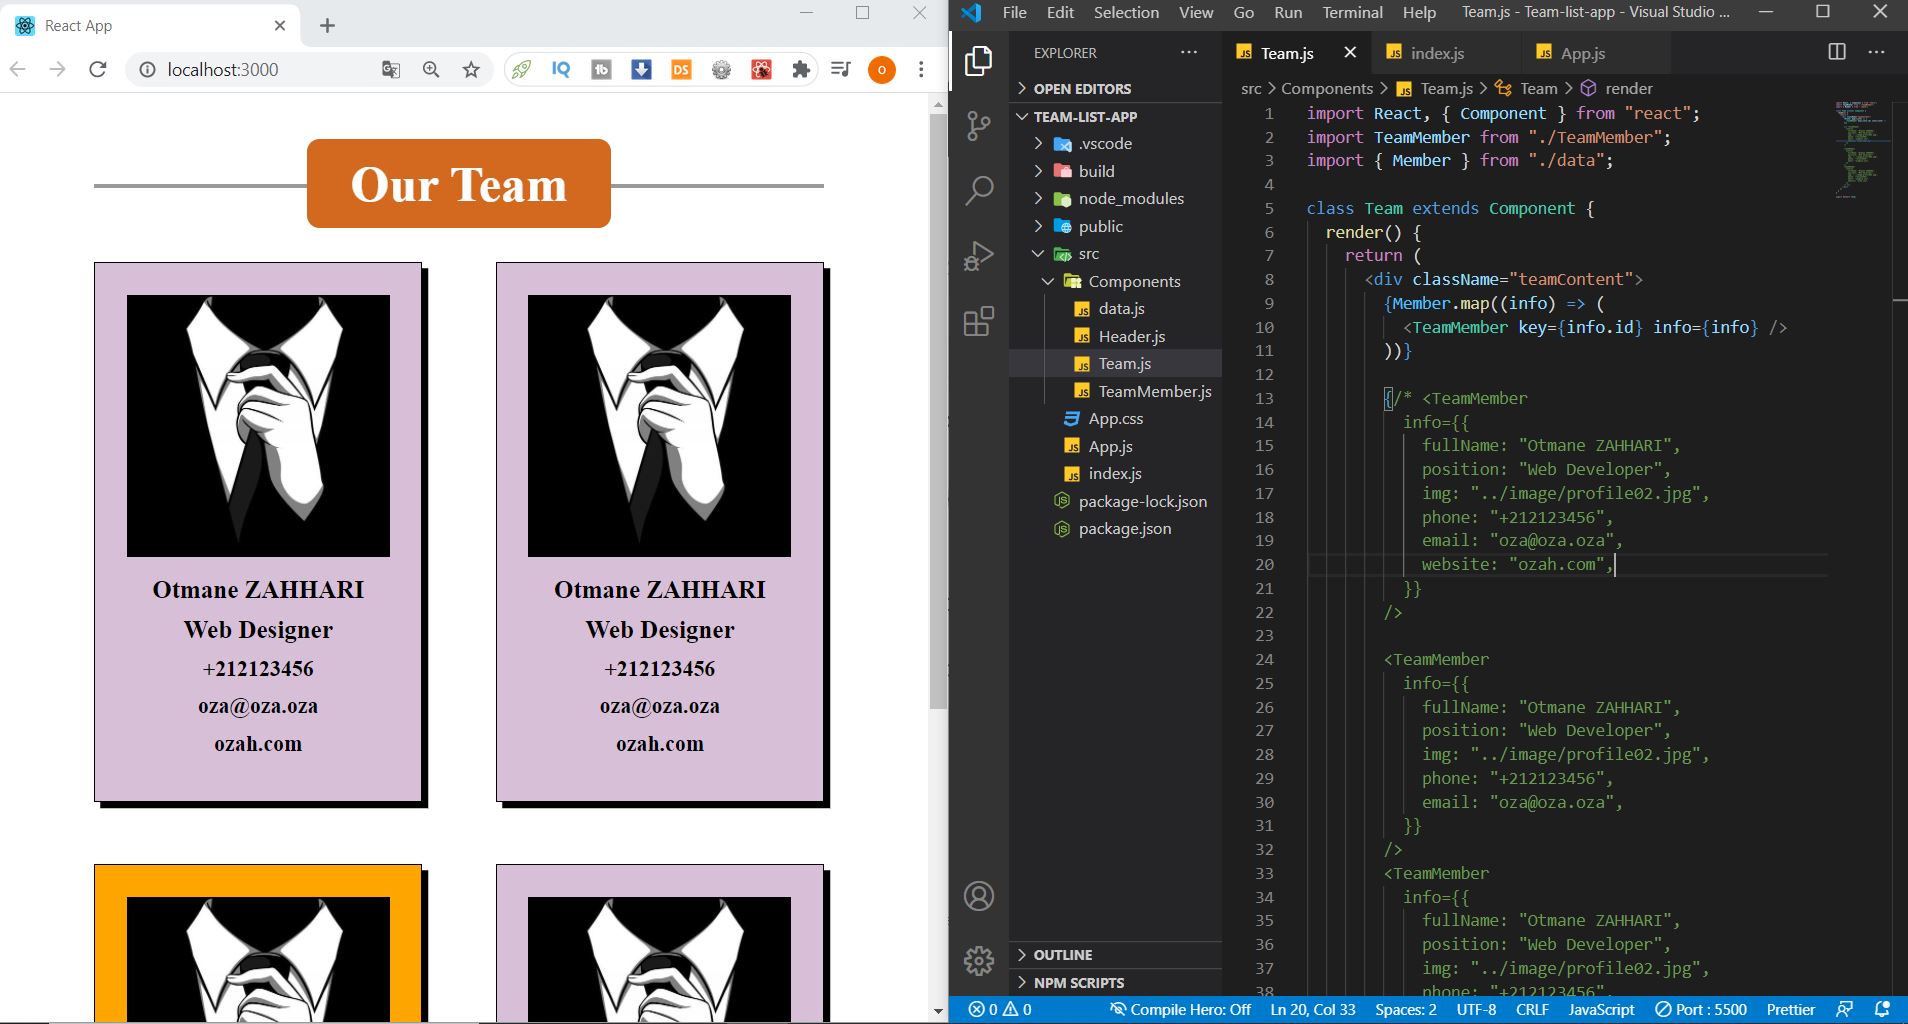 React App
localhost:3000
IQ
tb
DS
o
Our Team
Otmane ZAHHARI
Web Designer
+212123456
oza@oza.oza
ozah.com
Otmane ZAHHARI
Web Designer
+212123456
oza@oza.oza
ozah.com
File Edit Selection View Go Run Terminal Help Team.js - Team-list-app - Visual Studio ...
EXPLORER
OPEN EDITORS
TEAM-LIST-APP
.vscode
build
node_modules
public
src
Components
data.js
Header.js
Team.js
TeamMember.js
App.css
App.js
index.js
package-lock.json
package.json
OUTLINE
NPM SCRIPTS
JS Team.js JS index.js JS App.js
src > Components > JS Team.js > Team > render
1 import React, { Component } from "react";
2 import TeamMember from "./TeamMember";
3 import { Member } from "./data";
4
5 class Team extends Component {
6 render() {
7 return (
8 <div className="teamContent">
9 {Member.map((info) => (
10 <TeamMember key={info.id} info={info} />
11 ))}
12
13 {/* <TeamMember
14 info={{
15 fullName: "Otmane ZAHHARI",
16 position: "Web Developer",
17 img: "../image/profile02.jpg",
18 phone: "+212123456",
19 email: "oza@oza.oza",
20 website: "ozah.com",
21 }}
22 />
23
24 <TeamMember
25 info={{
26 fullName: "Otmane ZAHHARI",
27 position: "Web Developer",
28 img: "../image/profile02.jpg",
29 phone: "+212123456",
30 email: "oza@oza.oza",
31 }}
32 />
33 <TeamMember
34 info={{
35 fullName: "Otmane ZAHHARI",
36 position: "Web Developer",
37 img: "../image/profile02.jpg",
38 phone: "+212123456",
0 0 Compile Hero: Off Ln 20, Col 33 Spaces: 2 UTF-8 CRLF JavaScript Port : 5500 Prettier